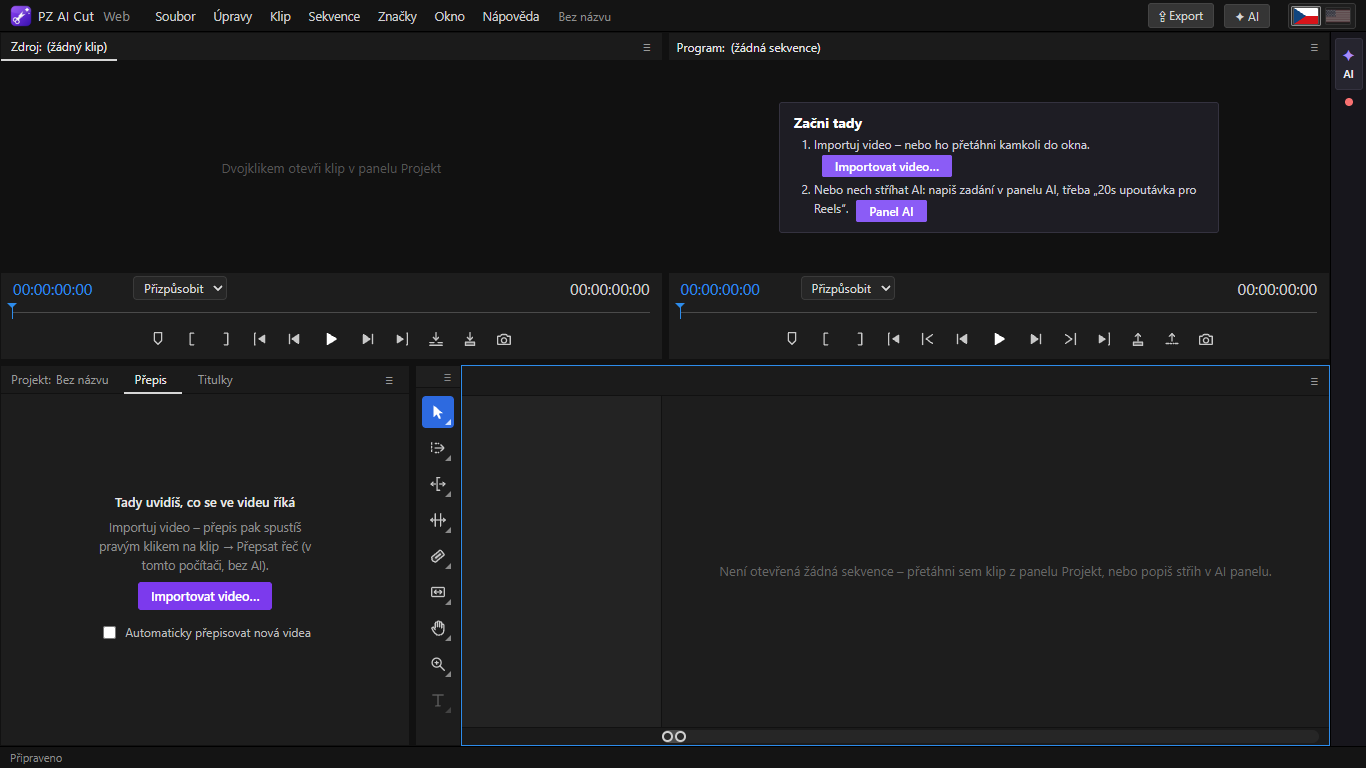 PZ AI Cut Web Soubor Úpravy Klip Sekvence Značky Okno Nápověda Bez názvu Export AI
Zdroj: (žádný klip)
Program: (žádná sekvence)
AI
Začni tady
1. Importuj video – nebo ho přetáhni kamkoli do okna.
Importovat video...
2. Nebo nech stříhat AI: napiš zadání v panelu AI, třeba „20s upoutávka pro
Reels“. Panel AI
Dvojklikem otevři klip v panelu Projekt
00:00:00:00 Přizpůsobit 00:00:00:00
00:00:00:00 Přizpůsobit 00:00:00:00
Projekt: Bez názvu Přepis Titulky
Tady uvidíš, co se ve videu říká
Importuj video – přepis pak spustíš
pravým klikem na klip → Přepsat řeč (v
tomto počítači, bez AI).
Importovat video...
Automaticky přepisovat nová videa
Není otevřená žádná sekvence – přetáhni sem klip z panelu Projekt, nebo popiš střih v AI panelu.
Připraveno